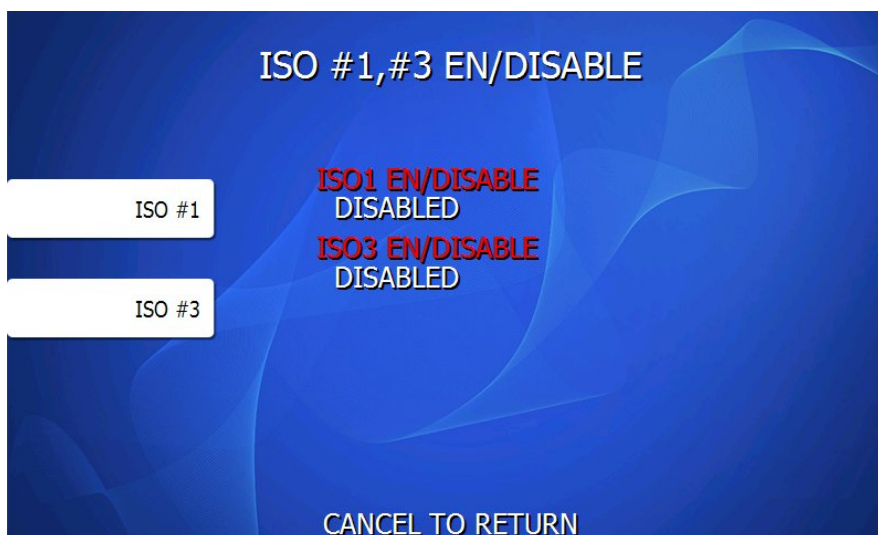 ISO #1,#3 EN/DISABLE
ISO1 EN/DISABLE
ISO #1
DISABLED
ISO3 EN/DISABLE
DISABLED
ISO #3
CANCEL TO RETURN